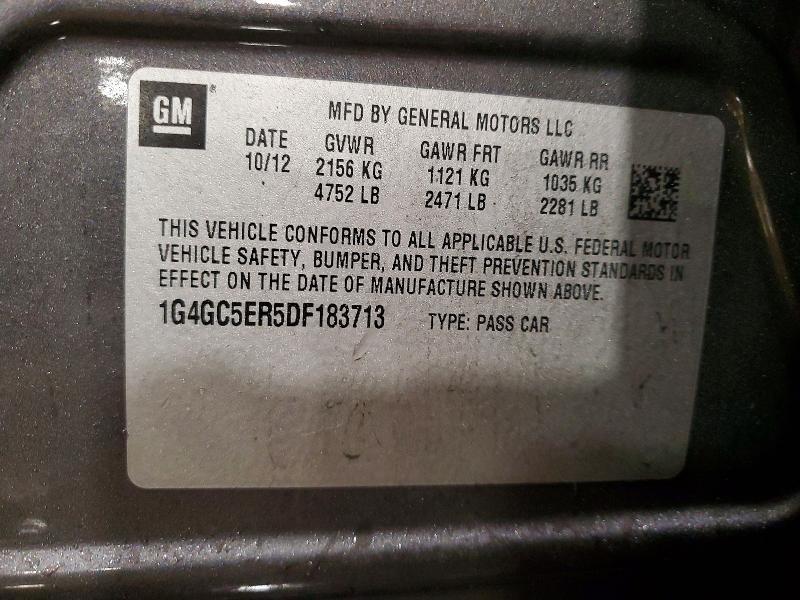 GM
MFD BY GENERAL MOTORS LLC
DATE GVWR GAWR FRT GAWR RR
10/12 2156 KG 1121 KG 1035 KG
4752 LB 2471 LB 2281 LB
THIS VEHICLE CONFORMS TO ALL APPLICABLE U.S. FEDERAL MOTOR
VEHICLE SAFETY, BUMPER, AND THEFT PREVENTION STANDARDS IN
EFFECT ON THE DATE OF MANUFACTURE SHOWN ABOVE.
1G4GC5ER5DF183713 TYPE: PASS CAR